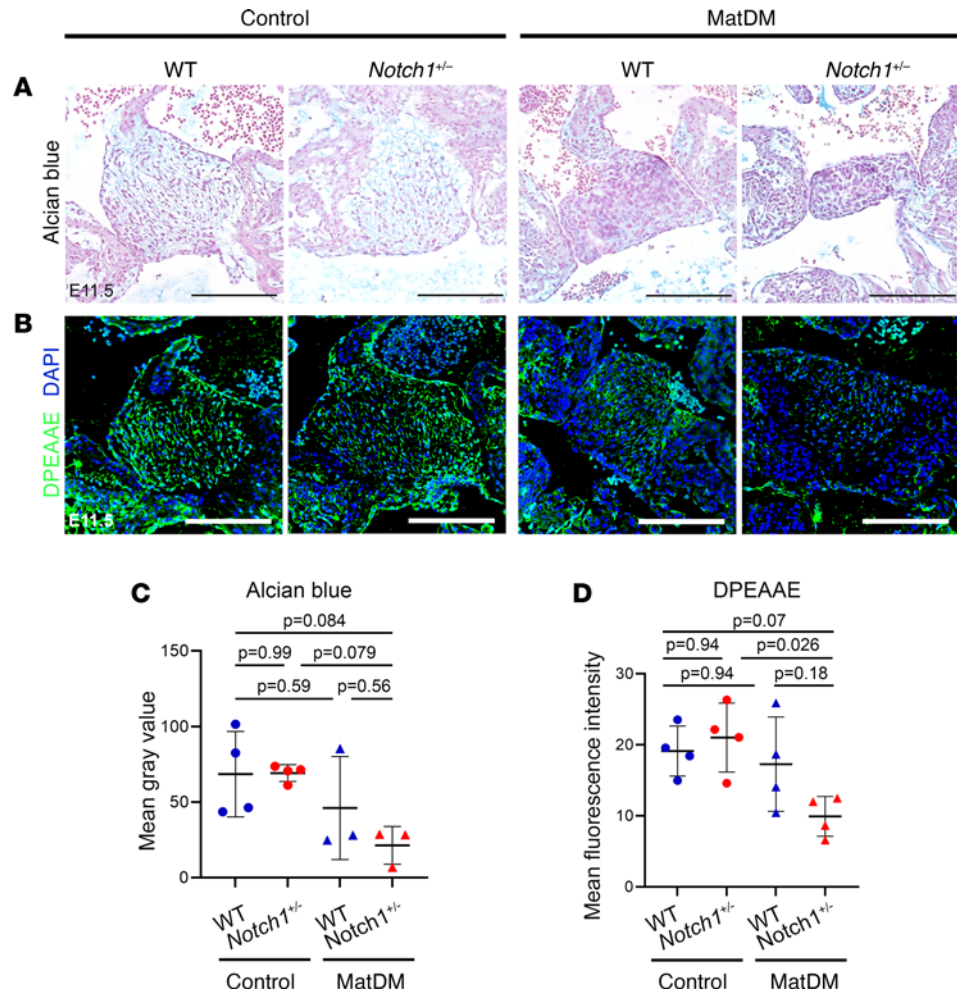 Control MatDM
WT Notch1+/– WT Notch1+/–
A
Alcian blue
E11.5
B
DPEAAE DAPI
E11.5
C
Alcian blue
p=0.084
p=0.99 p=0.079
p=0.59 p=0.56
Mean gray value
150
100
50
0
WT Notch1+/- WT Notch1+/-
Control MatDM
D
DPEAAE
p=0.07
p=0.94 p=0.026
p=0.94 p=0.18
Mean fluorescence intensity
30
20
10
0
WT Notch1+/- WT Notch1+/-
Control MatDM